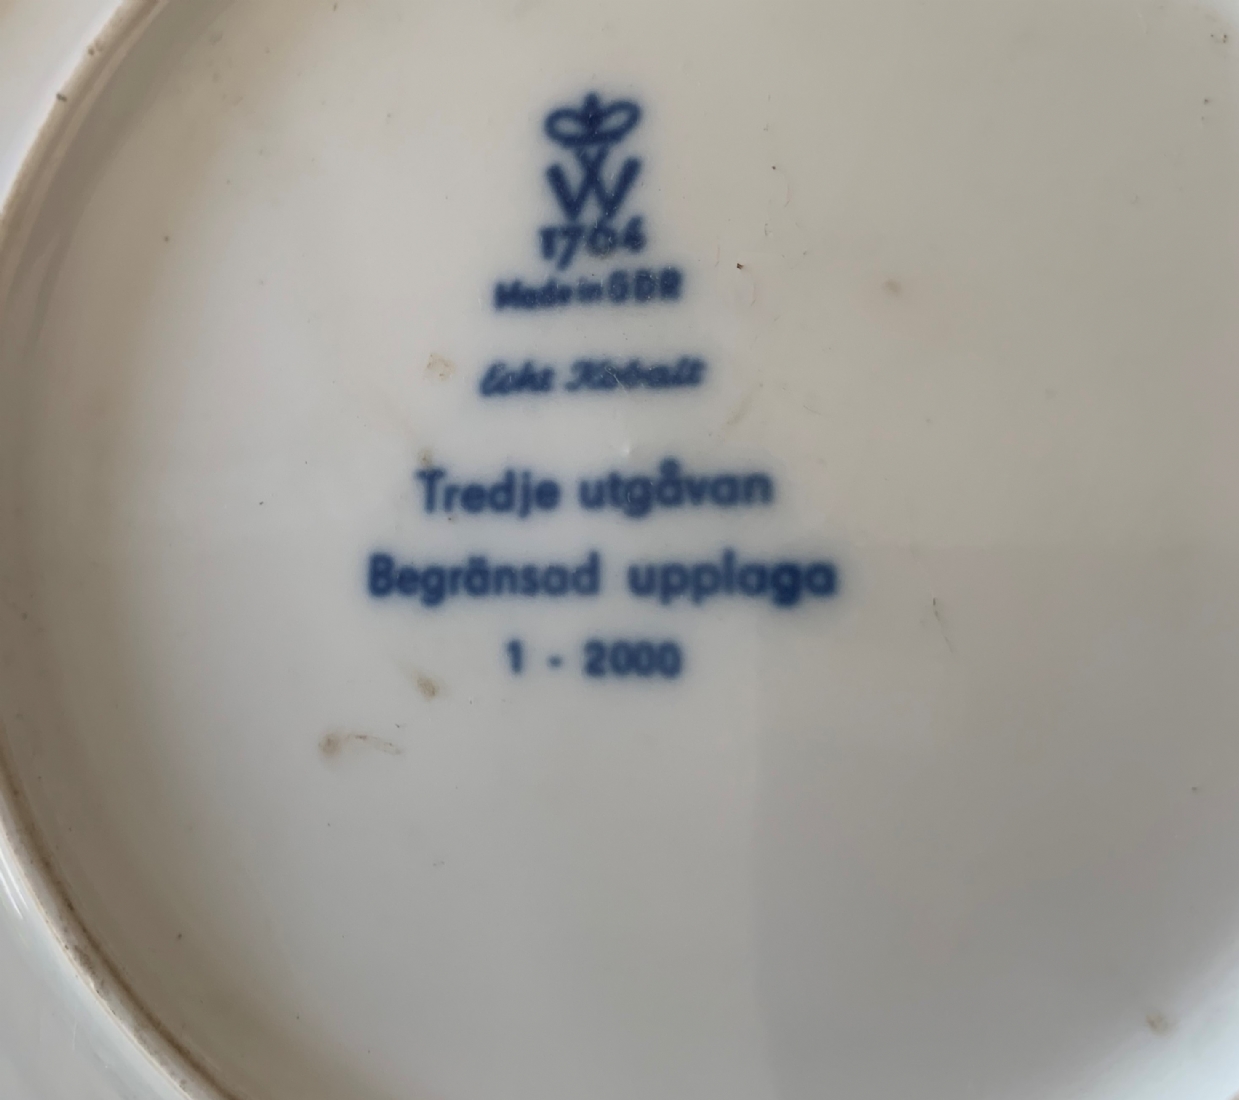 W
1764
Made in GDR
Echt Kobalt
Tredje utgåvan
Begränsad upplaga
1 - 2000